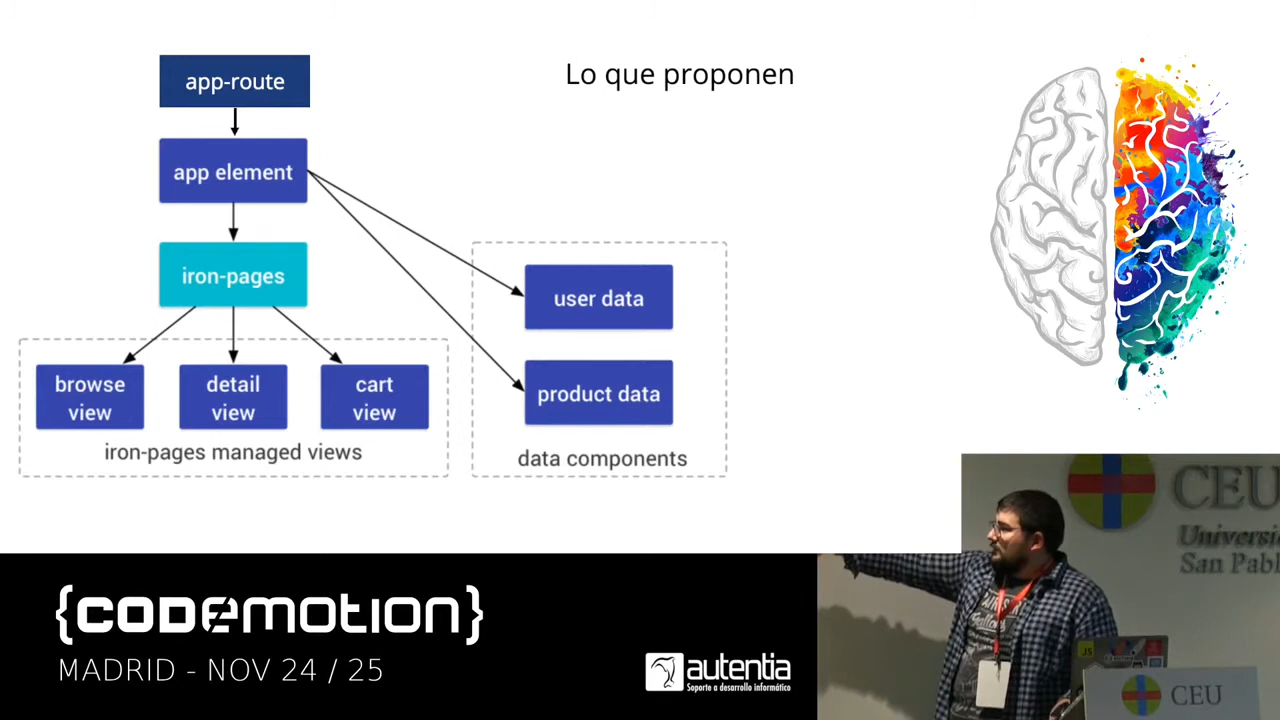 app-route
Lo que proponen
app element
iron-pages
user data
browse
view
detail
view
cart
view
product data
iron-pages managed views
data components
{CODEMOTION}
MADRID - NOV 24 / 25
autentia
Soporte a desarrollo informático
CEU
San Pabl
JS
CEU